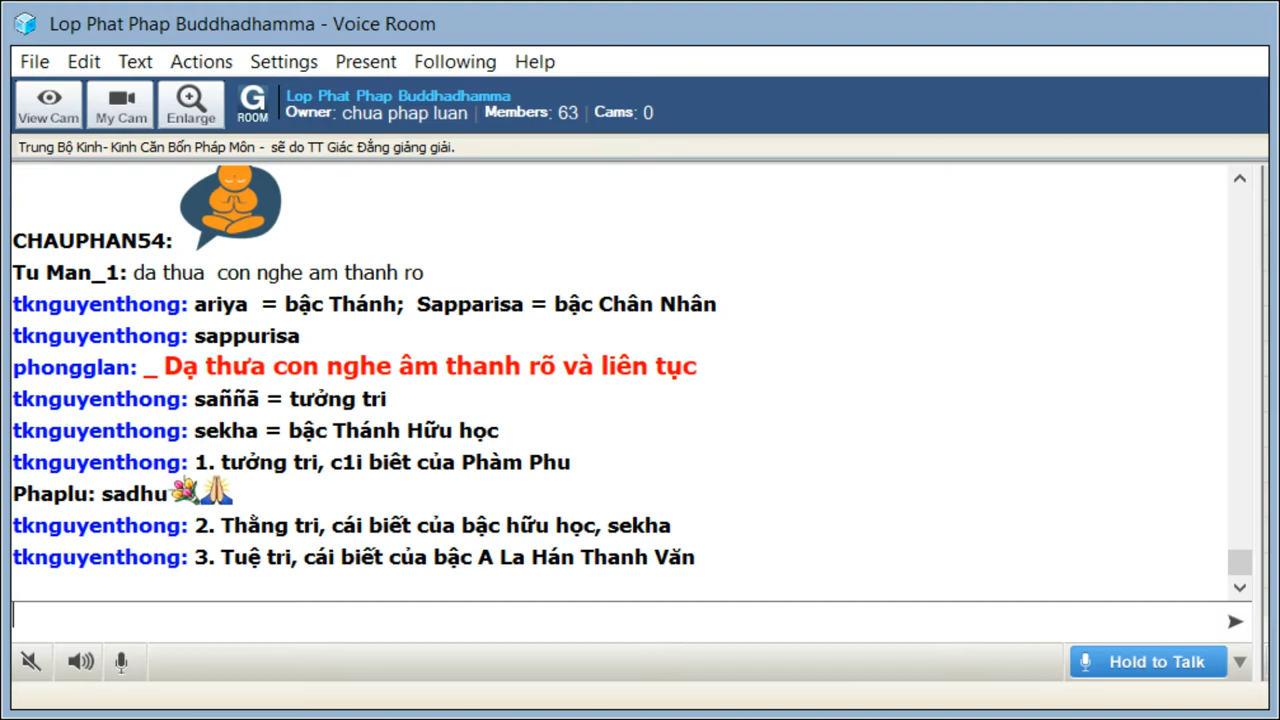 Lop Phat Phap Buddhadhamma - Voice Room
File Edit Text Actions Settings Present Following Help
View Cam My Cam Enlarge G ROOM
Lop Phat Phap Buddhadhamma
Owner: chua phap luan | Members: 63 | Cams: 0
Trung Bộ Kinh- Kinh Căn Bổn Pháp Môn - sẽ do TT Giác Đẳng giảng giải.
CHAUPHAN54:
Tu Man_1: da thua con nghe am thanh ro
tknguyenthong: ariya = bậc Thánh; Sapparisa = bậc Chân Nhân
tknguyenthong: sappurisa
phongglan: _ Dạ thưa con nghe âm thanh rõ và liên tục
tknguyenthong: saññā = tưởng tri
tknguyenthong: sekha = bậc Thánh Hữu học
tknguyenthong: 1. tưởng tri, c1i biêt của Phàm Phu
Phaplu: sadhu
tknguyenthong: 2. Thằng tri, cái biết của bậc hữu học, sekha
tknguyenthong: 3. Tuệ tri, cái biết của bậc A La Hán Thanh Văn
Hold to Talk